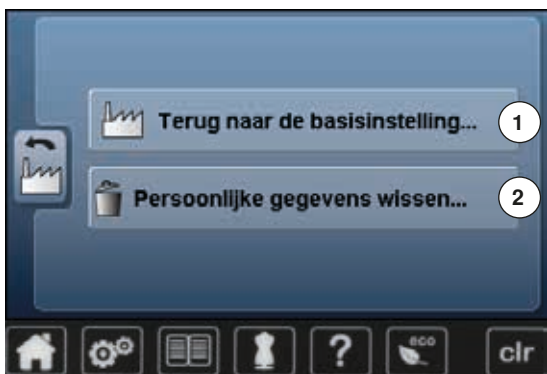 Terug naar de basisinstelling...
1
Persoonlijke gegevens wissen...
2
?
eco
clr